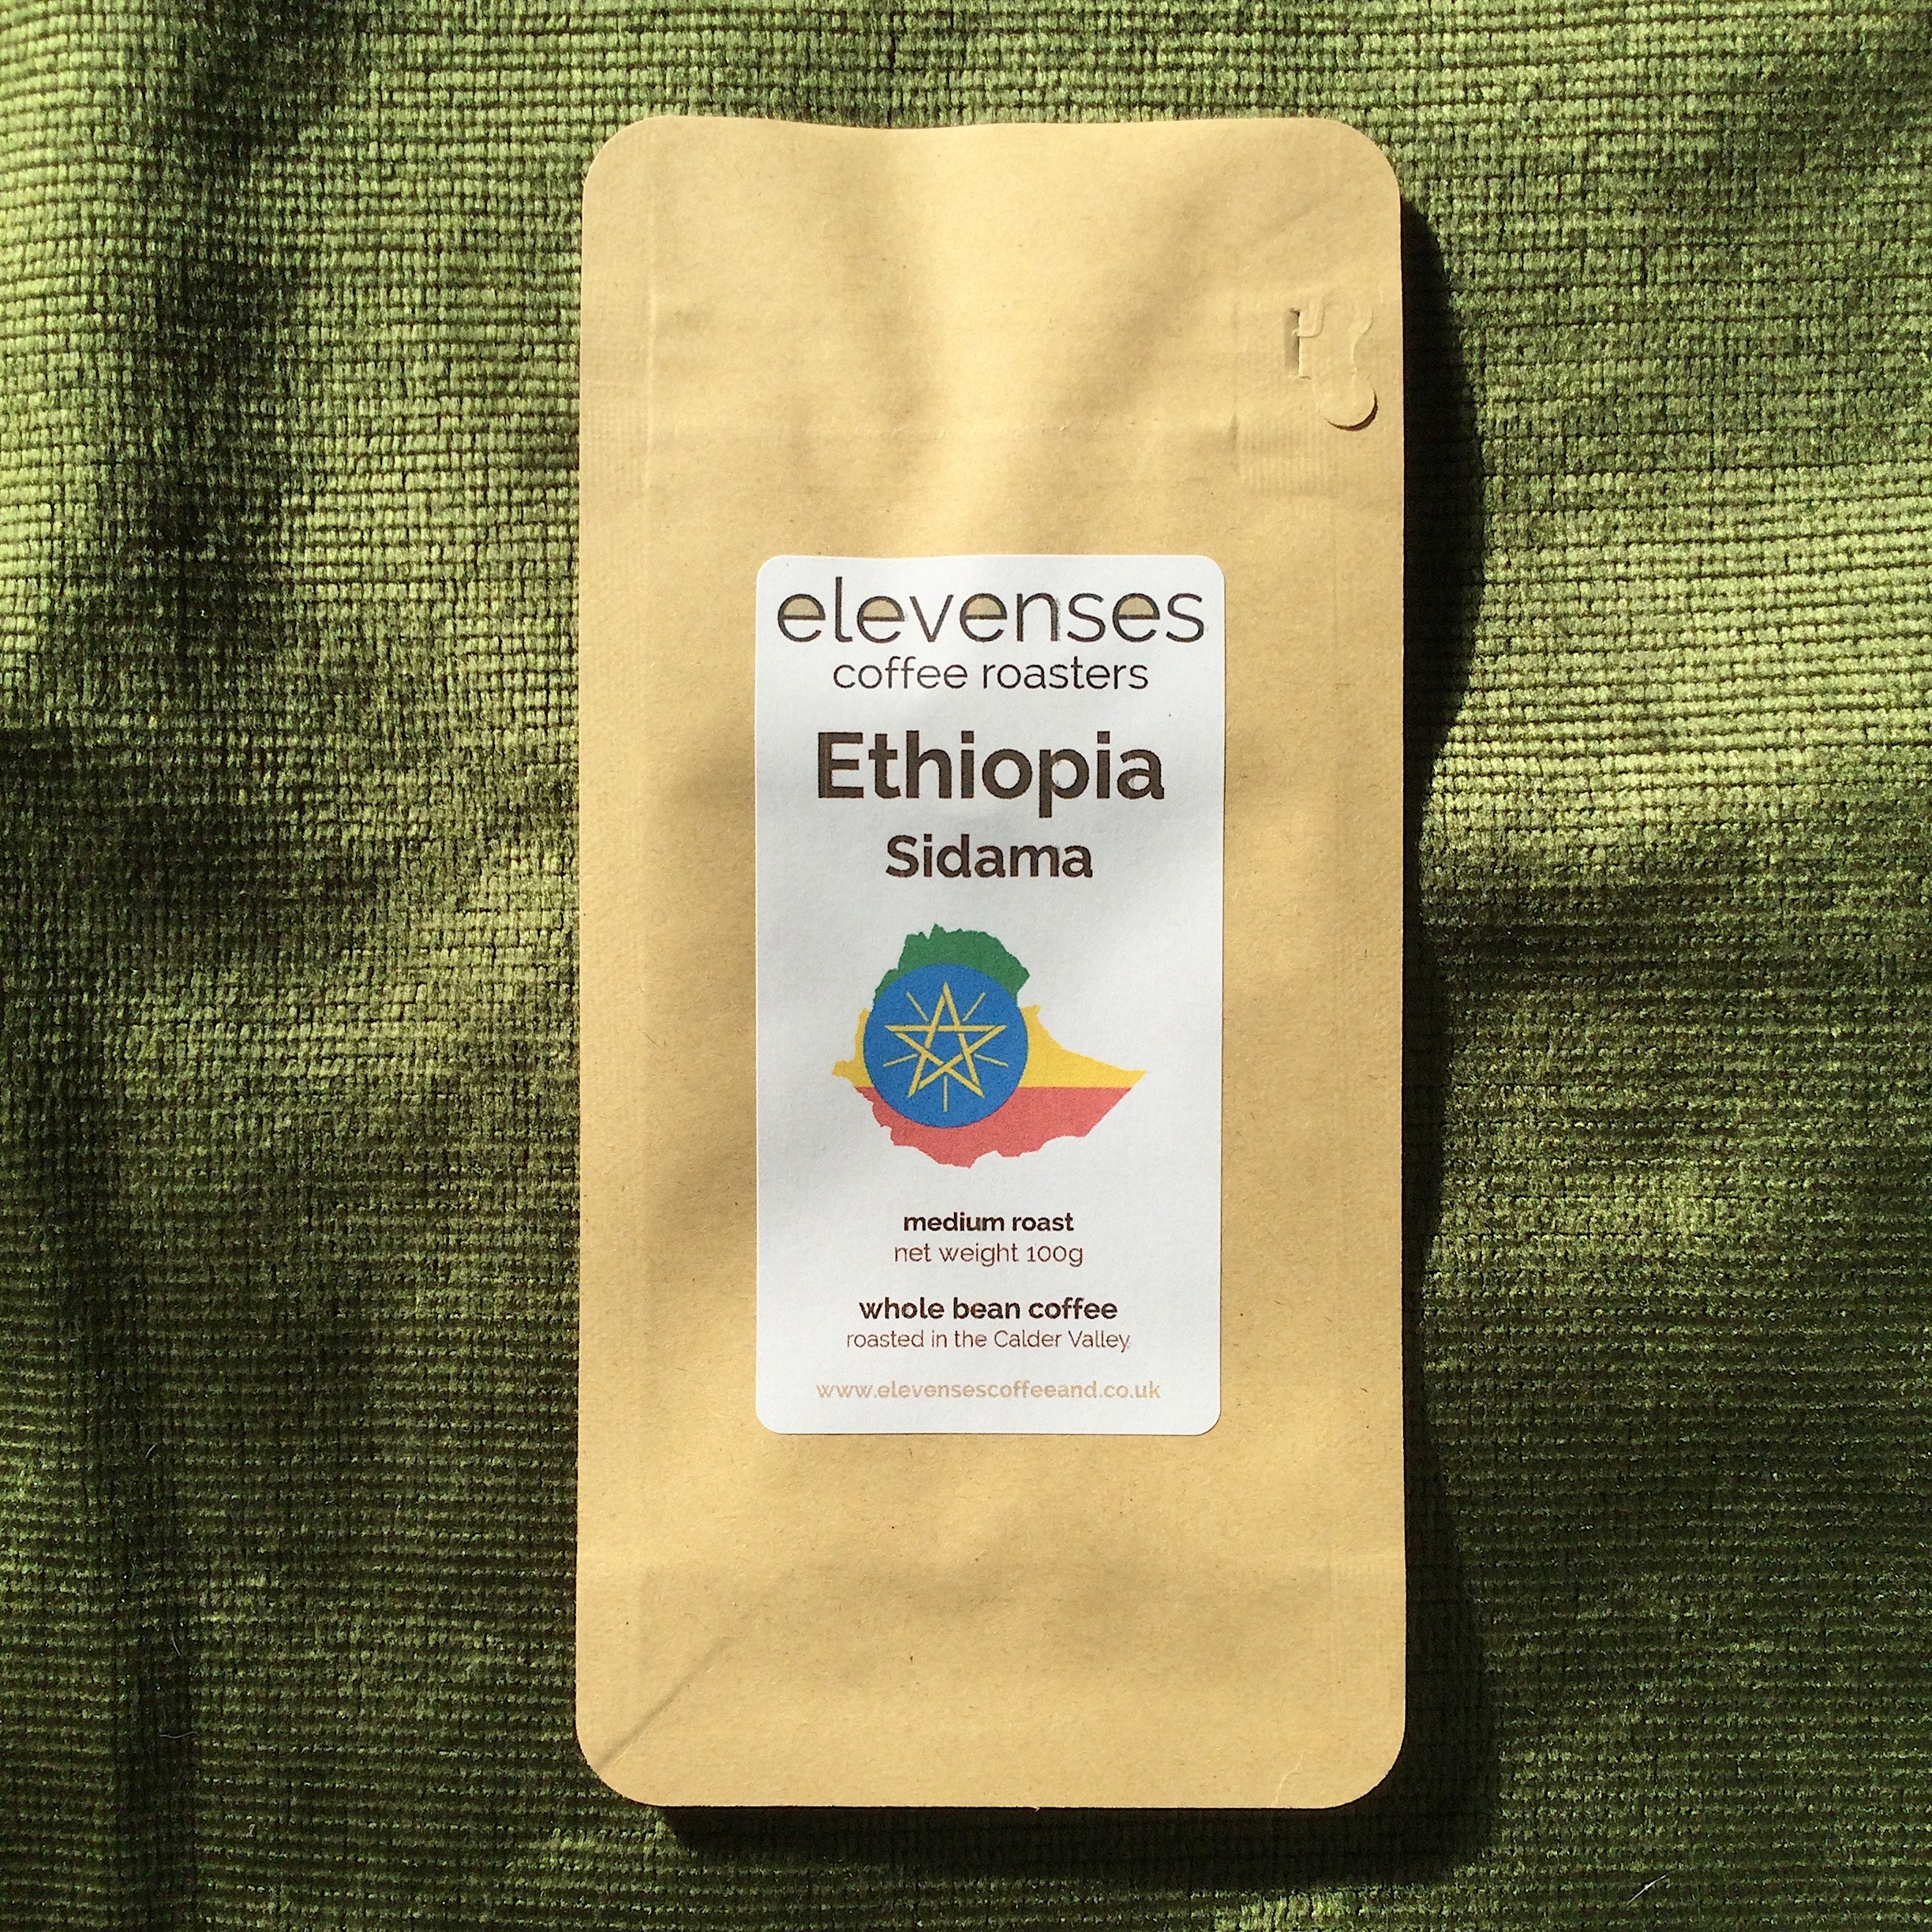 elevenses
coffee roasters
Ethiopia
Sidama
medium roast
net weight 100g
whole bean coffee
roasted in the Calder Valley
www.elevensescoffeeand.co.uk